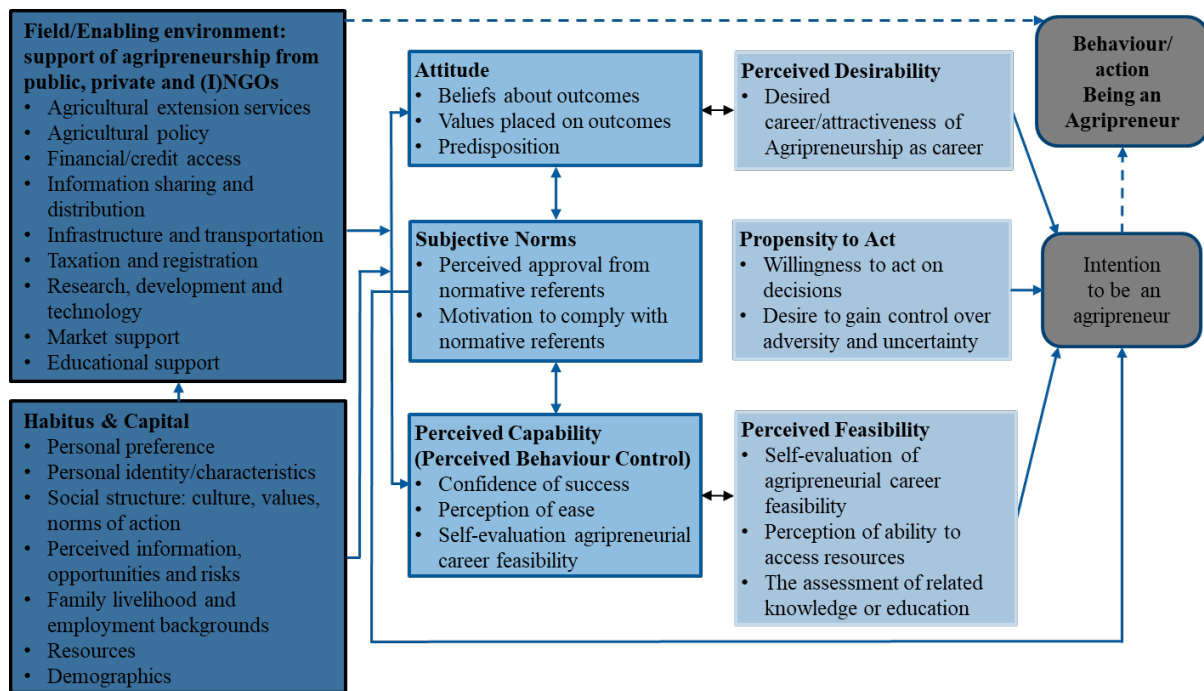 Field/Enabling environment:
support of agripreneurship from
public, private and (I)NGOs
• Agricultural extension services
• Agricultural policy
• Financial/credit access
• Information sharing and
distribution
• Infrastructure and transportation
• Taxation and registration
• Research, development and
technology
• Market support
• Educational support
Habitus & Capital
• Personal preference
• Personal identity/characteristics
• Social structure: culture, values,
norms of action
• Perceived information,
opportunities and risks
• Family livelihood and
employment backgrounds
• Resources
• Demographics
Attitude
• Beliefs about outcomes
• Values placed on outcomes
• Predisposition
Subjective Norms
• Perceived approval from
normative referents
• Motivation to comply with
normative referents
Perceived Capability
(Perceived Behaviour Control)
• Confidence of success
• Perception of ease
• Self-evaluation agripreneurial
career feasibility
Perceived Desirability
• Desired
career/attractiveness of
Agripreneurship as career
Propensity to Act
• Willingness to act on
decisions
• Desire to gain control over
adversity and uncertainty
Perceived Feasibility
• Self-evaluation of
agripreneurial career
feasibility
• Perception of ability to
access resources
• The assessment of related
knowledge or education
Behaviour/
action
Being an
Agripreneur
Intention
to be an
agripreneur